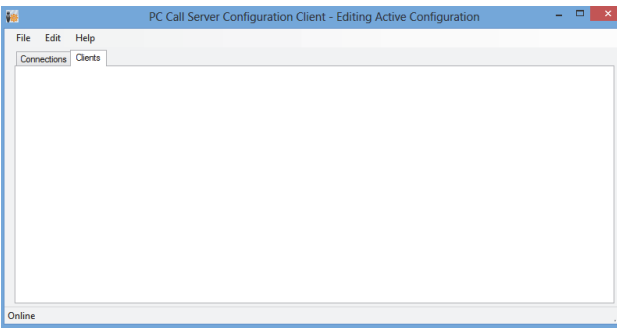 PC Call Server Configuration Client - Editing Active Configuration
File Edit Help
Connections Clients
Online